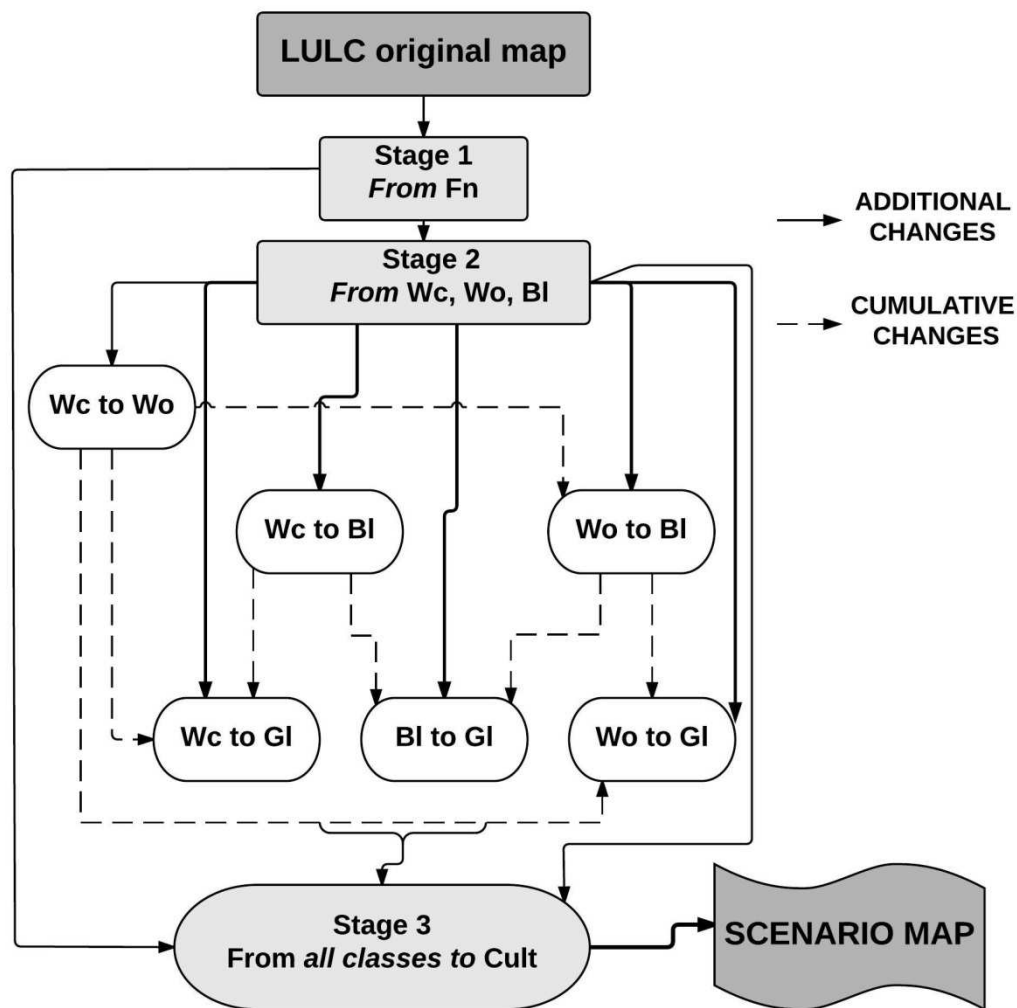 LULC original map
Stage 1
From Fn
Stage 2
From Wc, Wo, Bl
ADDITIONAL
CHANGES
CUMULATIVE
CHANGES
Wc to Wo
Wc to Bl
Wo to Bl
Wc to Gl
Bl to Gl
Wo to Gl
Stage 3
From all classes to Cult
SCENARIO MAP